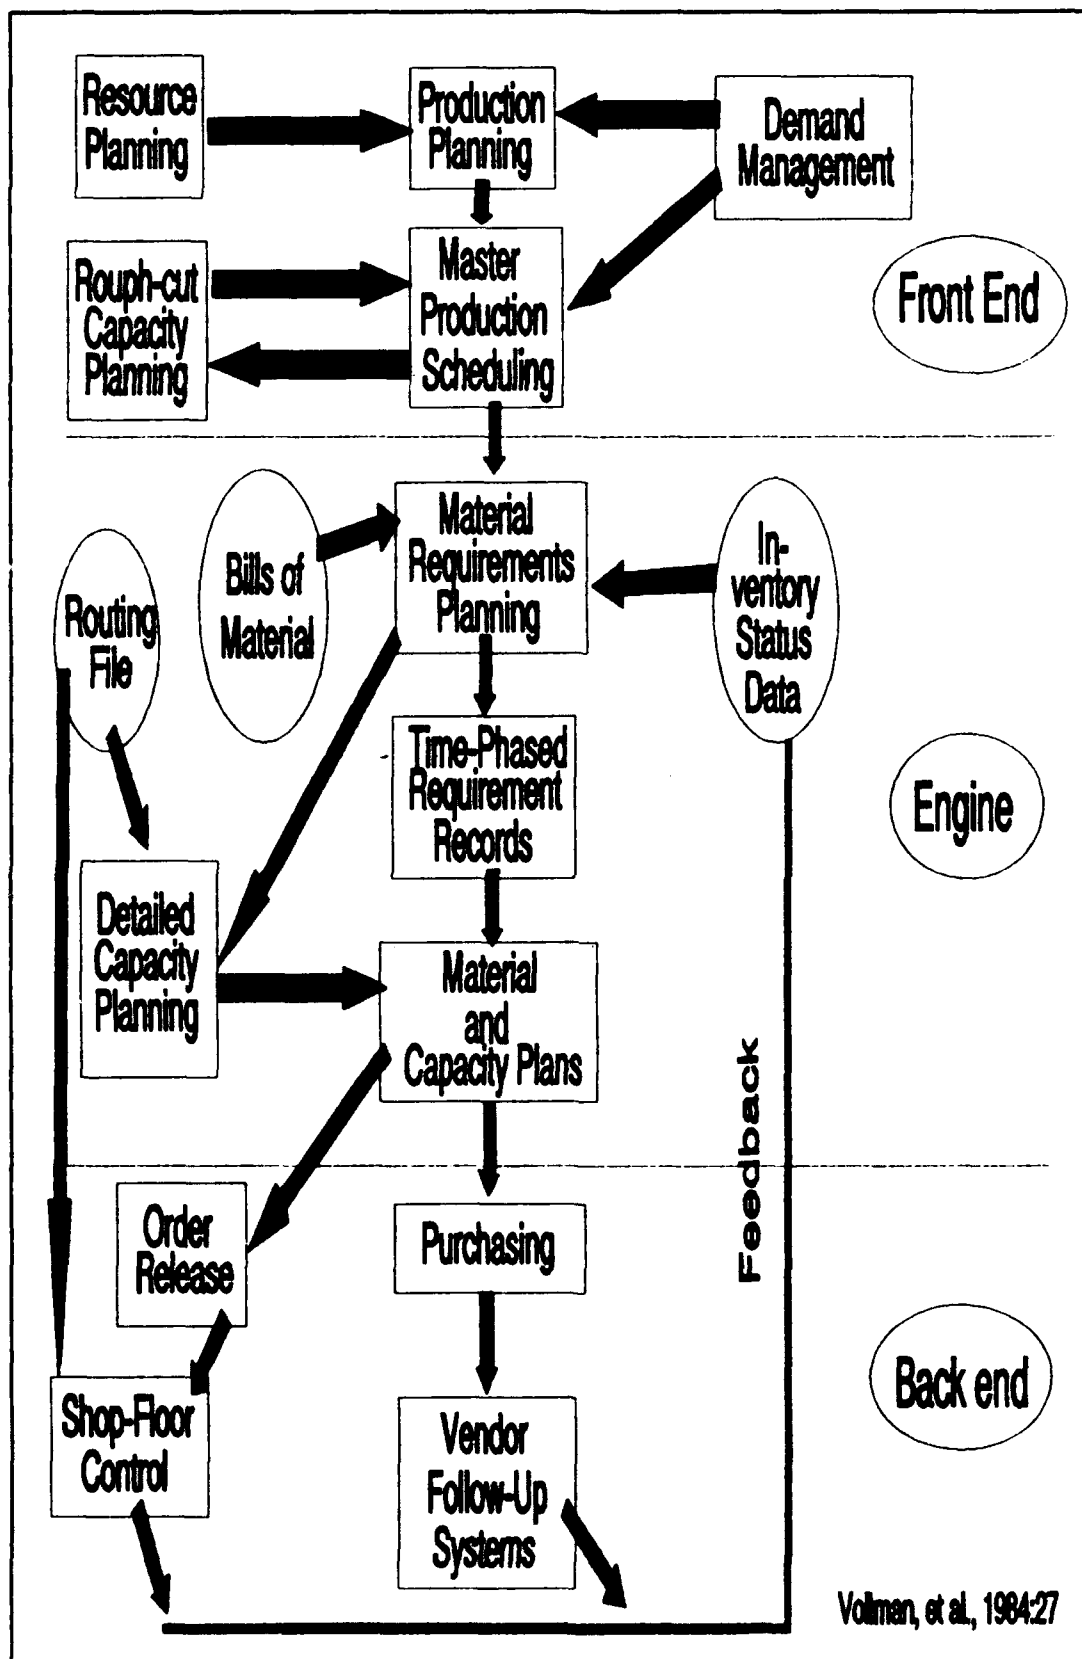 Resource
Planning
Production
Planning
Demand
Management
Rouph-cut
Capacity
Planning
Master
Production
Scheduling
Front End
Routing
File
Bills of
Material
Material
Requirements
Planning
In-
ventory
Status
Data
Time-Phased
Requirement
Records
Engine
Detailed
Capacity
Planning
Material
and
Capacity Plans
Feedback
Order
Release
Purchasing
Back end
Shop-Floor
Control
Vendor
Follow-Up
Systems
Vollman, et al., 1984:27